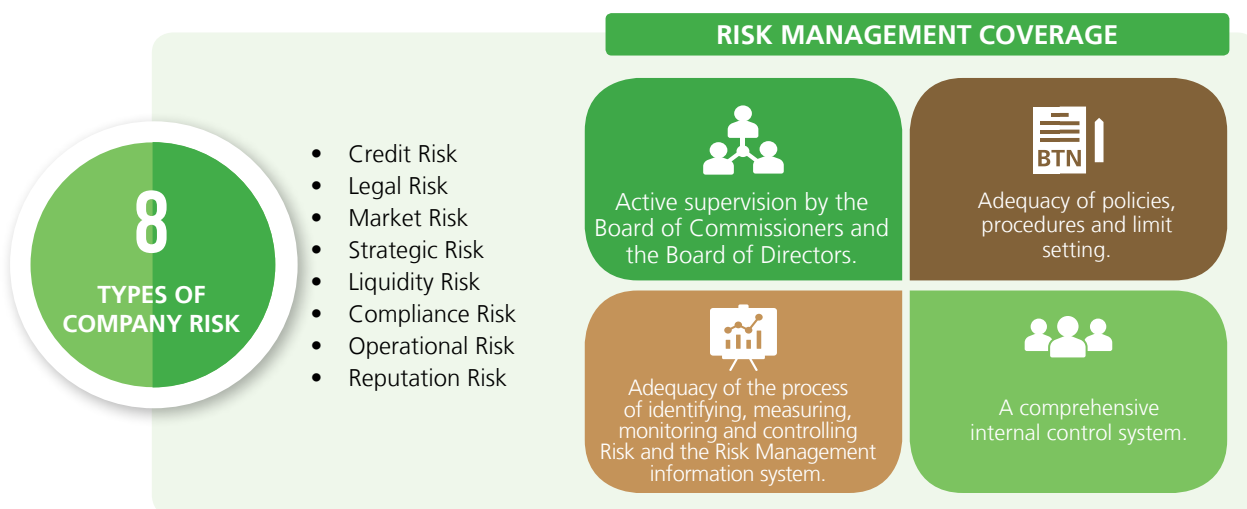 RISK MANAGEMENT COVERAGE
8
TYPES OF
COMPANY RISK
• Credit Risk
• Legal Risk
• Market Risk
• Strategic Risk
• Liquidity Risk
• Compliance Risk
• Operational Risk
• Reputation Risk
Active supervision by the
Board of Commissioners and
the Board of Directors.
BTN
Adequacy of policies,
procedures and limit
setting.
Adequacy of the process
of identifying, measuring,
monitoring and controlling
Risk and the Risk Management
information system.
A comprehensive
internal control system.